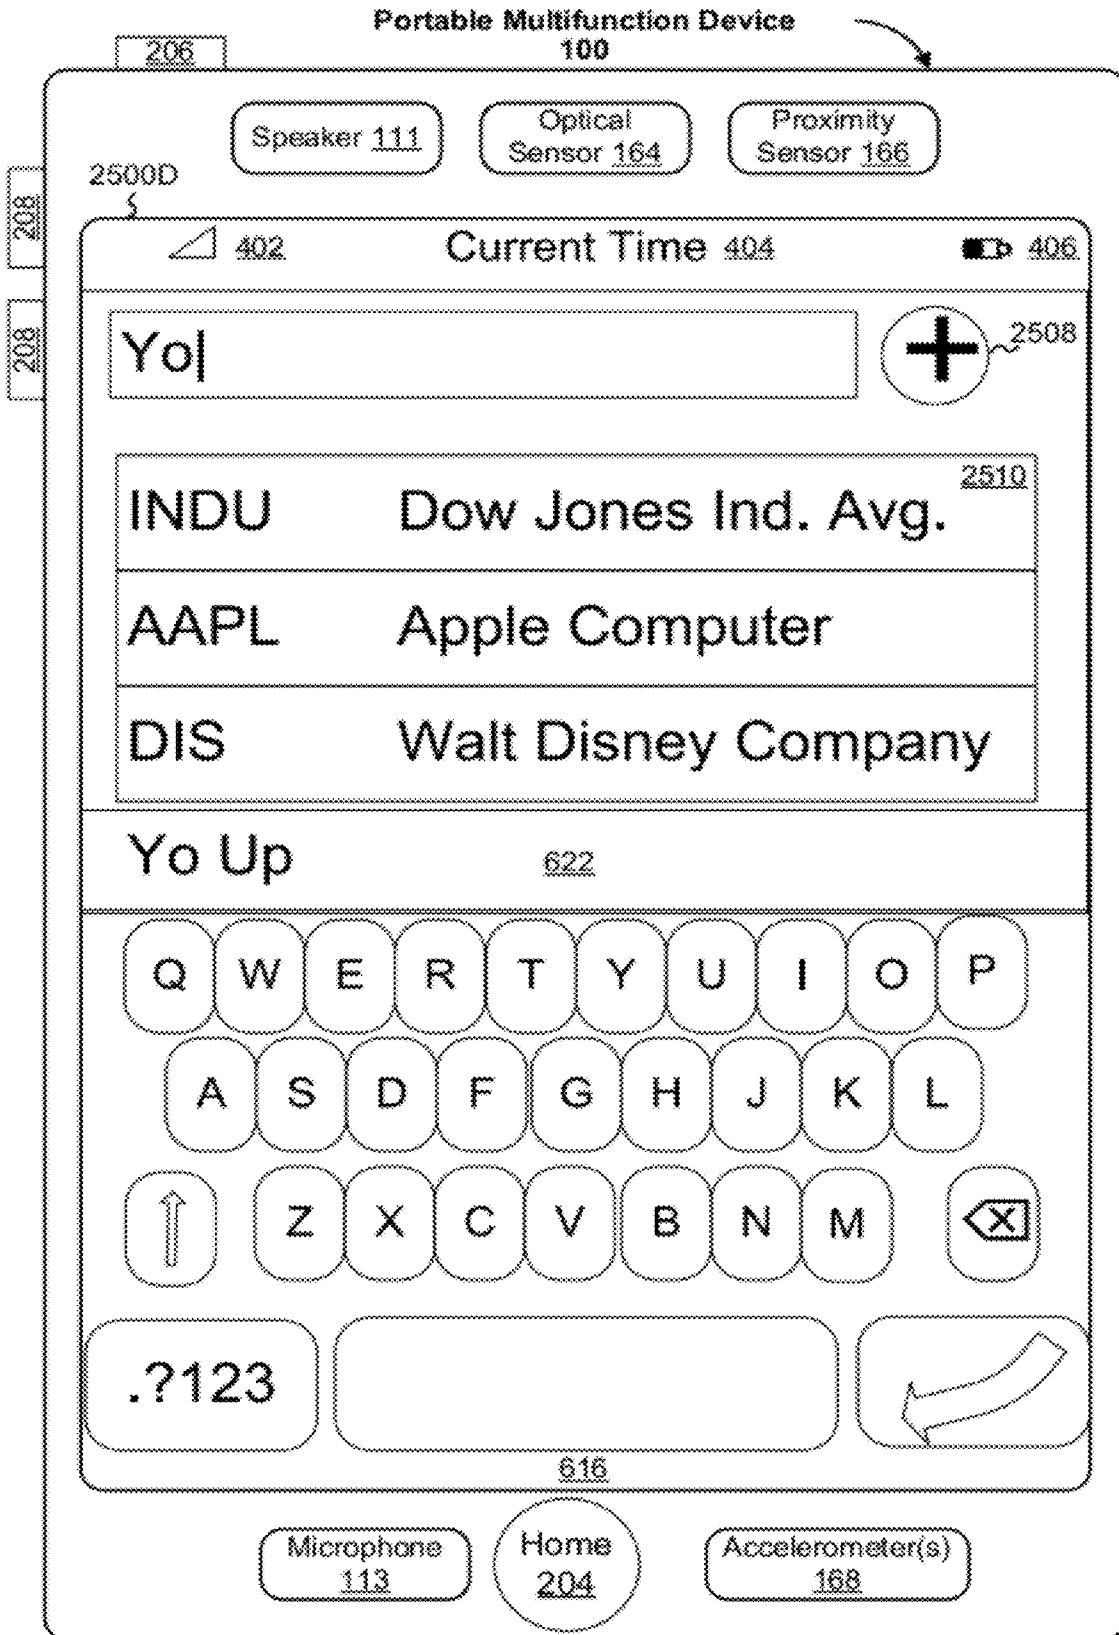 Portable Multifunction Device
100
206
Speaker 111
Optical
Sensor 164
Proximity
Sensor 166
2500D
208
402
Current Time 404
406
208
Yo
2508
2510
INDU Dow Jones Ind. Avg.
AAPL Apple Computer
DIS Walt Disney Company
Yo Up 622
Q W E R T Y U I O P
A S D F G H J K L
Z X C V B N M X
.?123
616
Microphone
113
Home
204
Accelerometer(s)
168